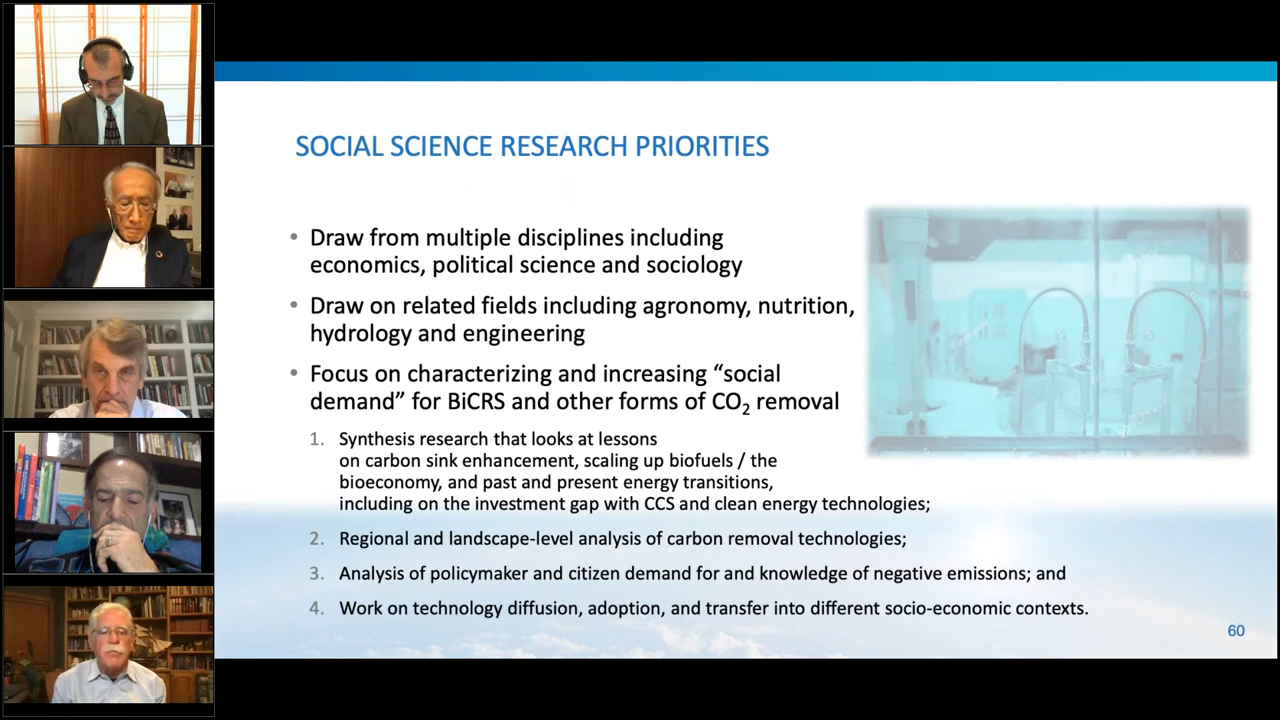 SOCIAL SCIENCE RESEARCH PRIORITIES
• Draw from multiple disciplines including
economics, political science and sociology
• Draw on related fields including agronomy, nutrition,
hydrology and engineering
• Focus on characterizing and increasing “social
demand” for BiCRS and other forms of CO₂ removal
1. Synthesis research that looks at lessons
on carbon sink enhancement, scaling up biofuels / the
bioeconomy, and past and present energy transitions,
including on the investment gap with CCS and clean energy technologies;
2. Regional and landscape-level analysis of carbon removal technologies;
3. Analysis of policymaker and citizen demand for and knowledge of negative emissions; and
4. Work on technology diffusion, adoption, and transfer into different socio-economic contexts.
60